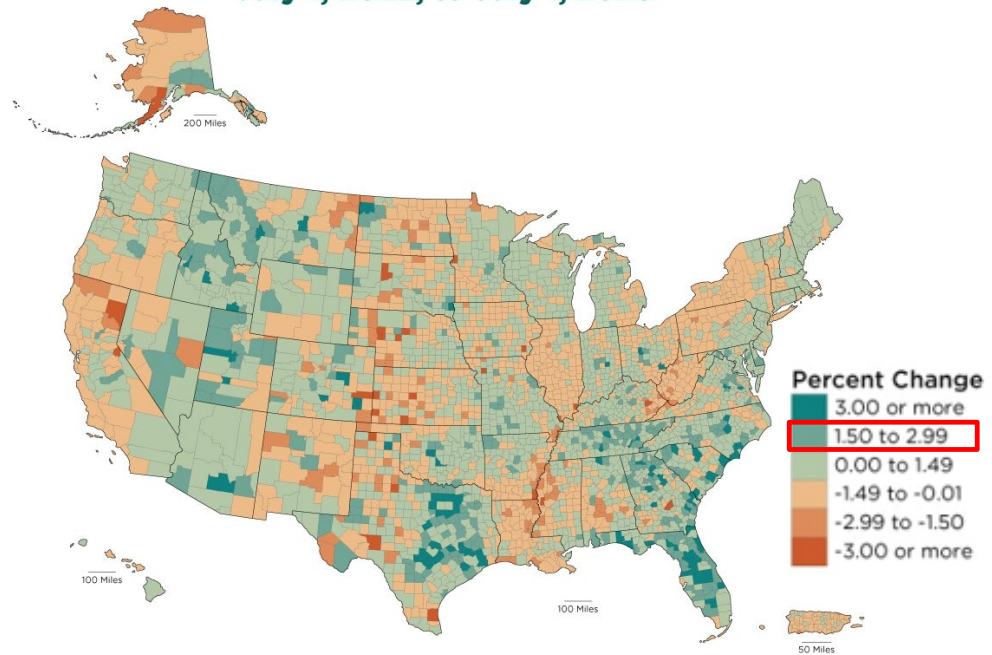 200 Miles
Percent Change
3.00 or more
1.50 to 2.99
0.00 to 1.49
-1.49 to -0.01
-2.99 to -1.50
-3.00 or more
100 Miles
100 Miles
50 Miles